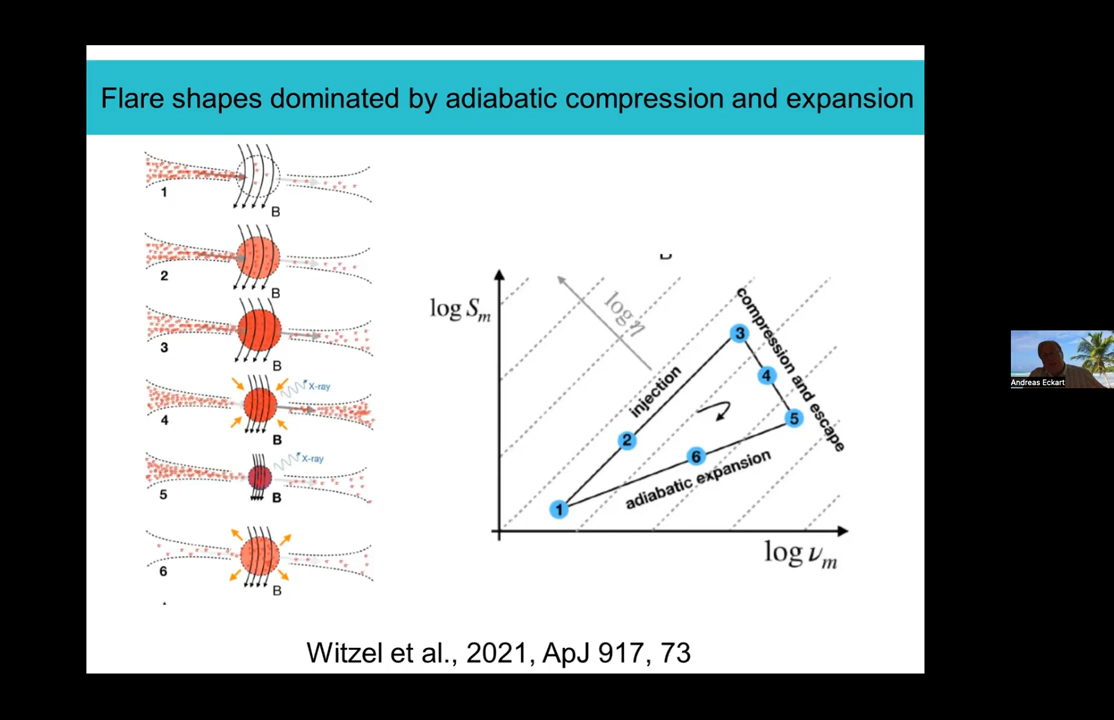 Flare shapes dominated by adiabatic compression and expansion
1
B
2
B
3
B
X-ray
4
B
X-ray
5
B
6
B
log Sₘ
log η
injection
compression and escape
adiabatic expansion
1
2
3
4
5
6
log νₘ
Witzel et al., 2021, ApJ 917, 73
Andreas Eckart